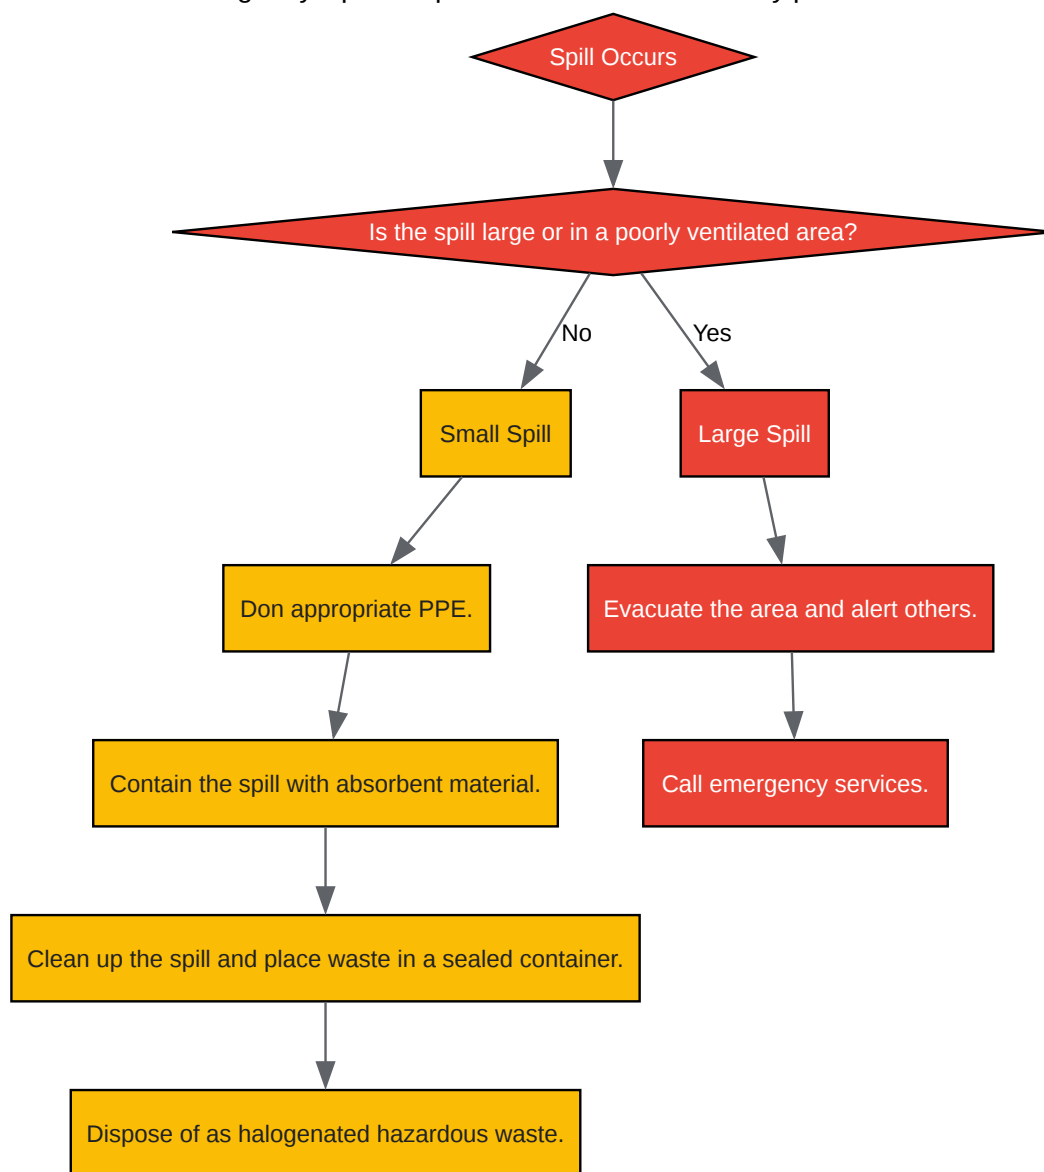 Spill Occurs
Is the spill large or in a poorly ventilated area?
No
Yes
Small Spill
Large Spill
Don appropriate PPE.
Evacuate the area and alert others.
Contain the spill with absorbent material.
Call emergency services.
Clean up the spill and place waste in a sealed container.
Dispose of as halogenated hazardous waste.